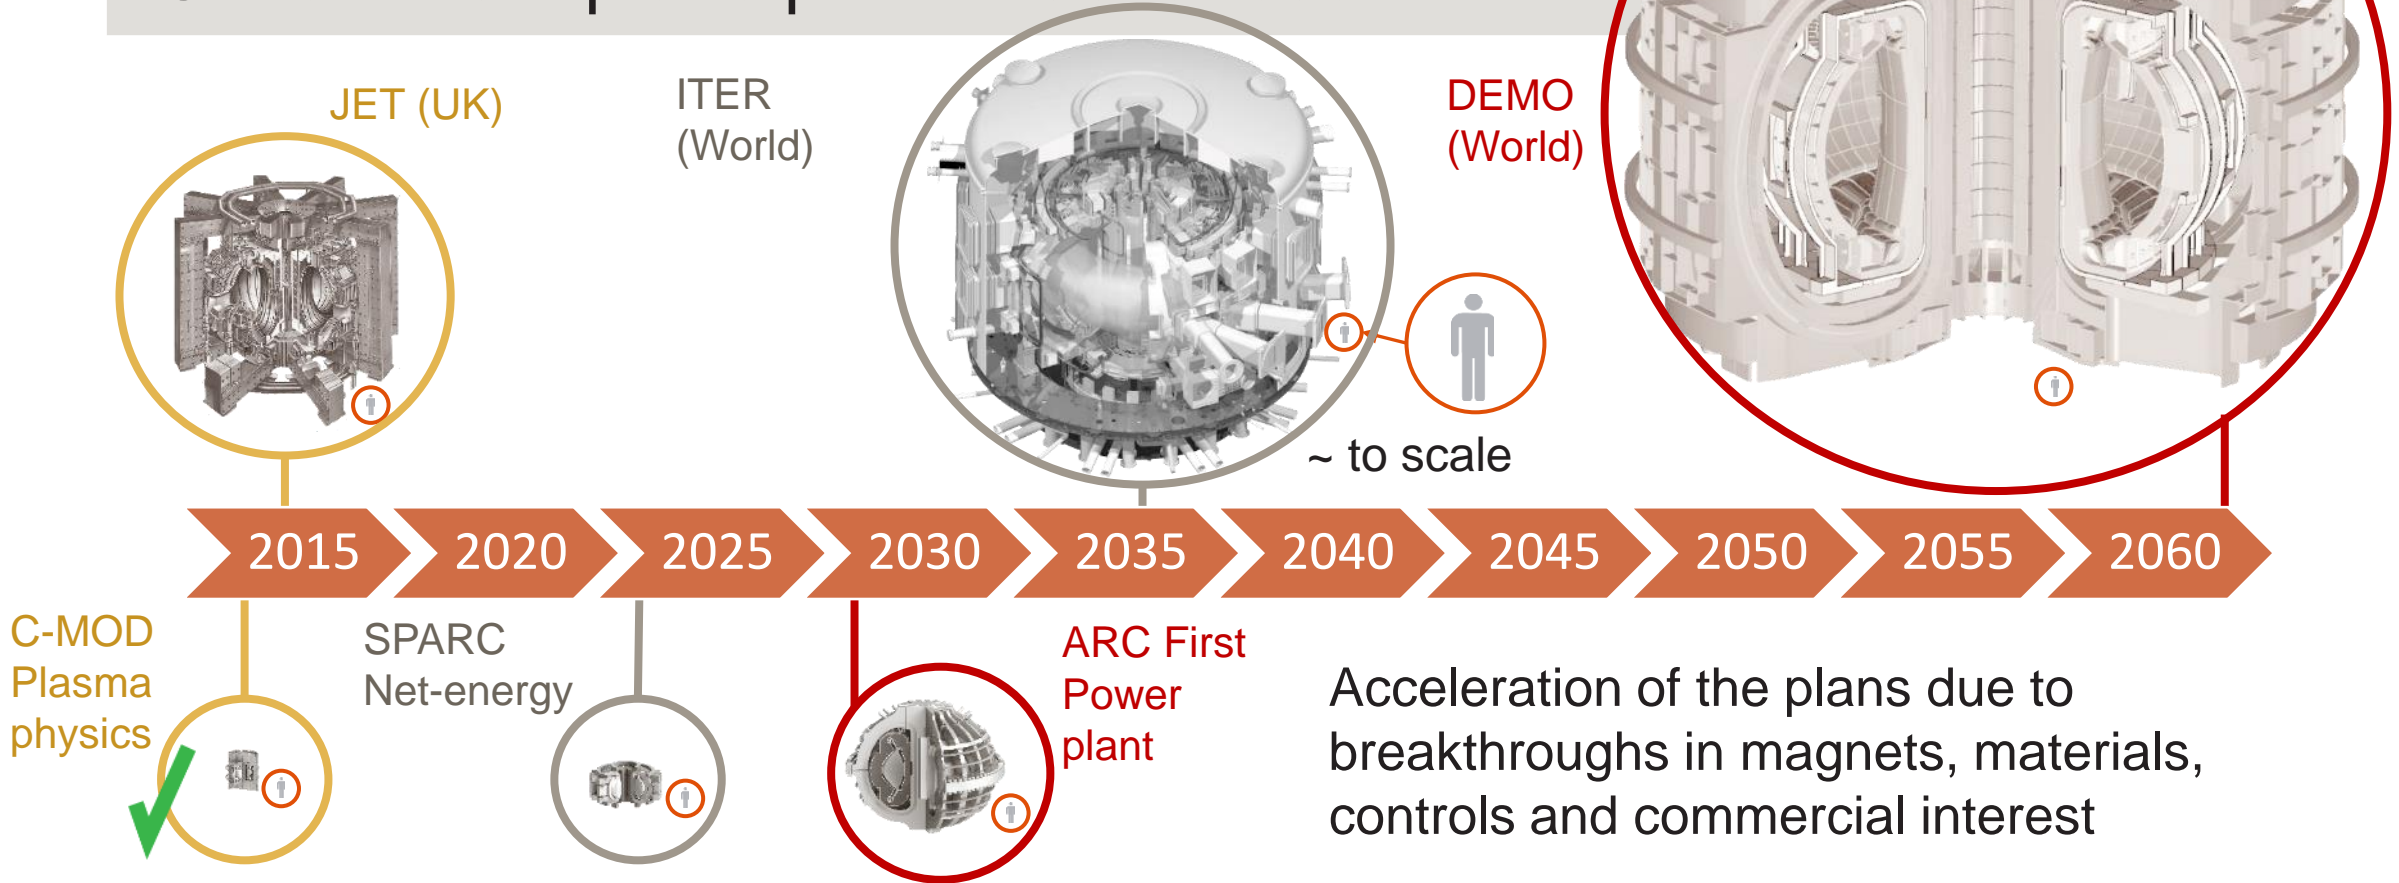 JET (UK)
ITER
(World)
DEMO
(World)
~ to scale
2015
2020
2025
2030
2035
2040
2045
2050
2055
2060
C-MOD
Plasma
physics
SPARC
Net-energy
ARC First
Power
plant
Acceleration of the plans due to
breakthroughs in magnets, materials,
controls and commercial interest